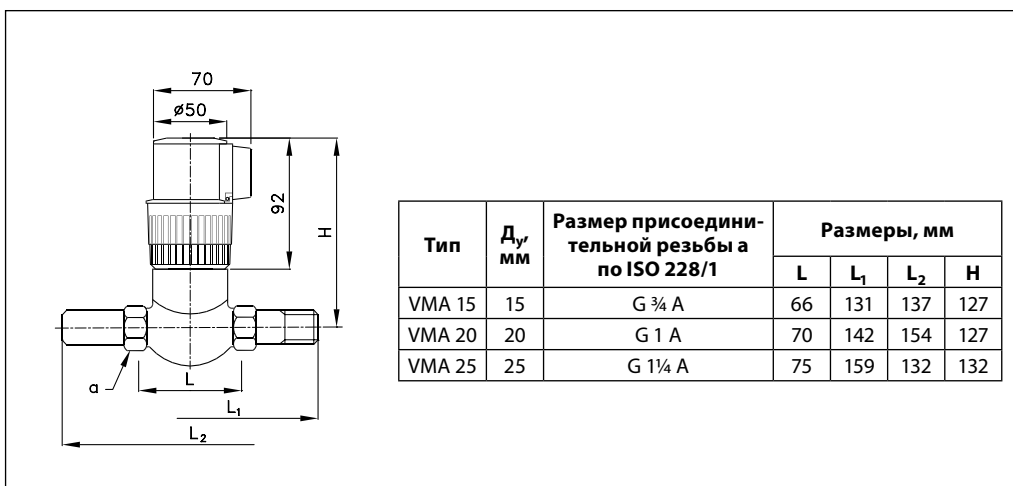 70
ø50
92
H
a
L
L₁
L₂
Тип
Дᵧ, мм
Размер присоедини-
тельной резьбы a
по ISO 228/1
Размеры, мм
L L₁ L₂ H
VMA 15 15 G ¾ A 66 131 137 127
VMA 20 20 G 1 A 70 142 154 127
VMA 25 25 G 1¼ A 75 159 132 132